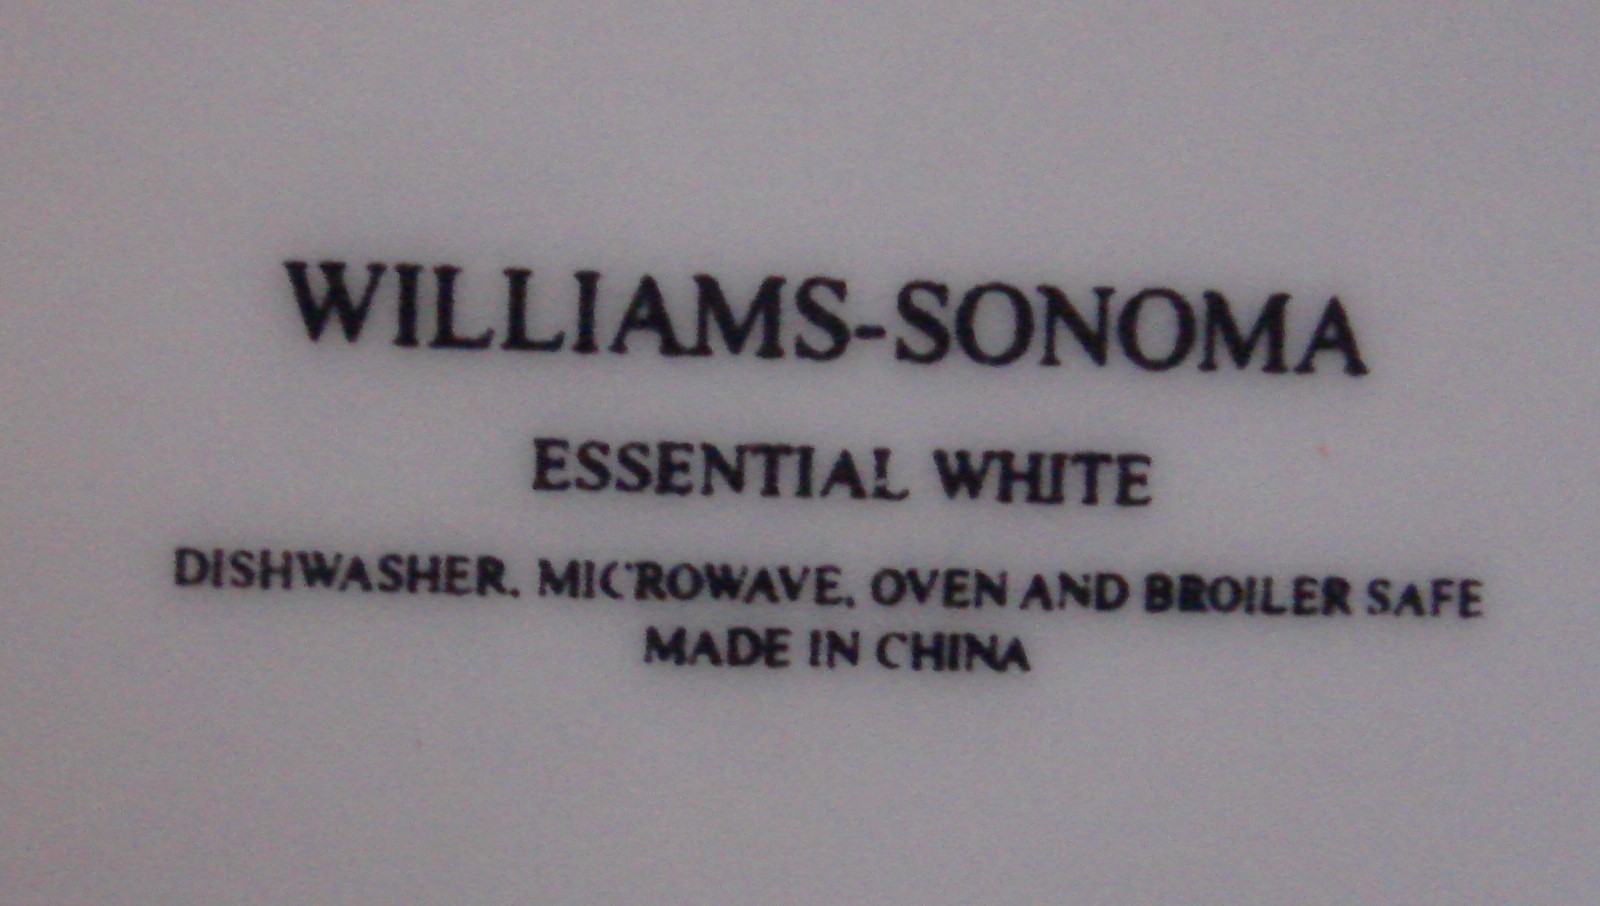 WILLIAMS-SONOMA
ESSENTIAL WHITE
DISHWASHER, MICROWAVE, OVEN AND BROILER SAFE
MADE IN CHINA